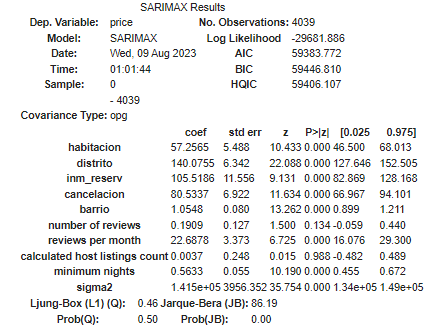 SARIMAX Results
Dep. Variable: price No. Observations: 4039
Model: SARIMAX Log Likelihood -29681.886
Date: Wed, 09 Aug 2023 AIC 59383.772
Time: 01:01:44 BIC 59446.810
Sample: 0 HQIC 59406.107
- 4039
Covariance Type: opg
coef std err z P>|z| [0.025 0.975]
habitacion 57.2565 5.488 10.433 0.000 46.500 68.013
distrito 140.0755 6.342 22.088 0.000 127.646 152.505
inm_reserv 105.5186 11.556 9.131 0.000 82.869 128.168
cancelacion 80.5337 6.922 11.634 0.000 66.967 94.101
barrio 1.0548 0.080 13.262 0.000 0.899 1.211
number of reviews 0.1909 0.127 1.500 0.134 -0.059 0.440
reviews per month 22.6878 3.373 6.725 0.000 16.076 29.300
calculated host listings count 0.0037 0.248 0.015 0.988 -0.482 0.489
minimum nights 0.5633 0.055 10.190 0.000 0.455 0.672
sigma2 1.415e+05 3956.352 35.754 0.000 1.34e+05 1.49e+05
Ljung-Box (L1) (Q): 0.46 Jarque-Bera (JB): 86.19
Prob(Q): 0.50 Prob(JB): 0.00